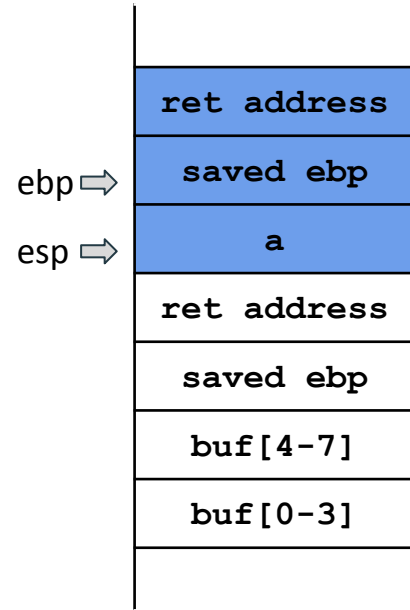 ret address
ebp saved ebp
esp a
ret address
saved ebp
buf[4-7]
buf[0-3]